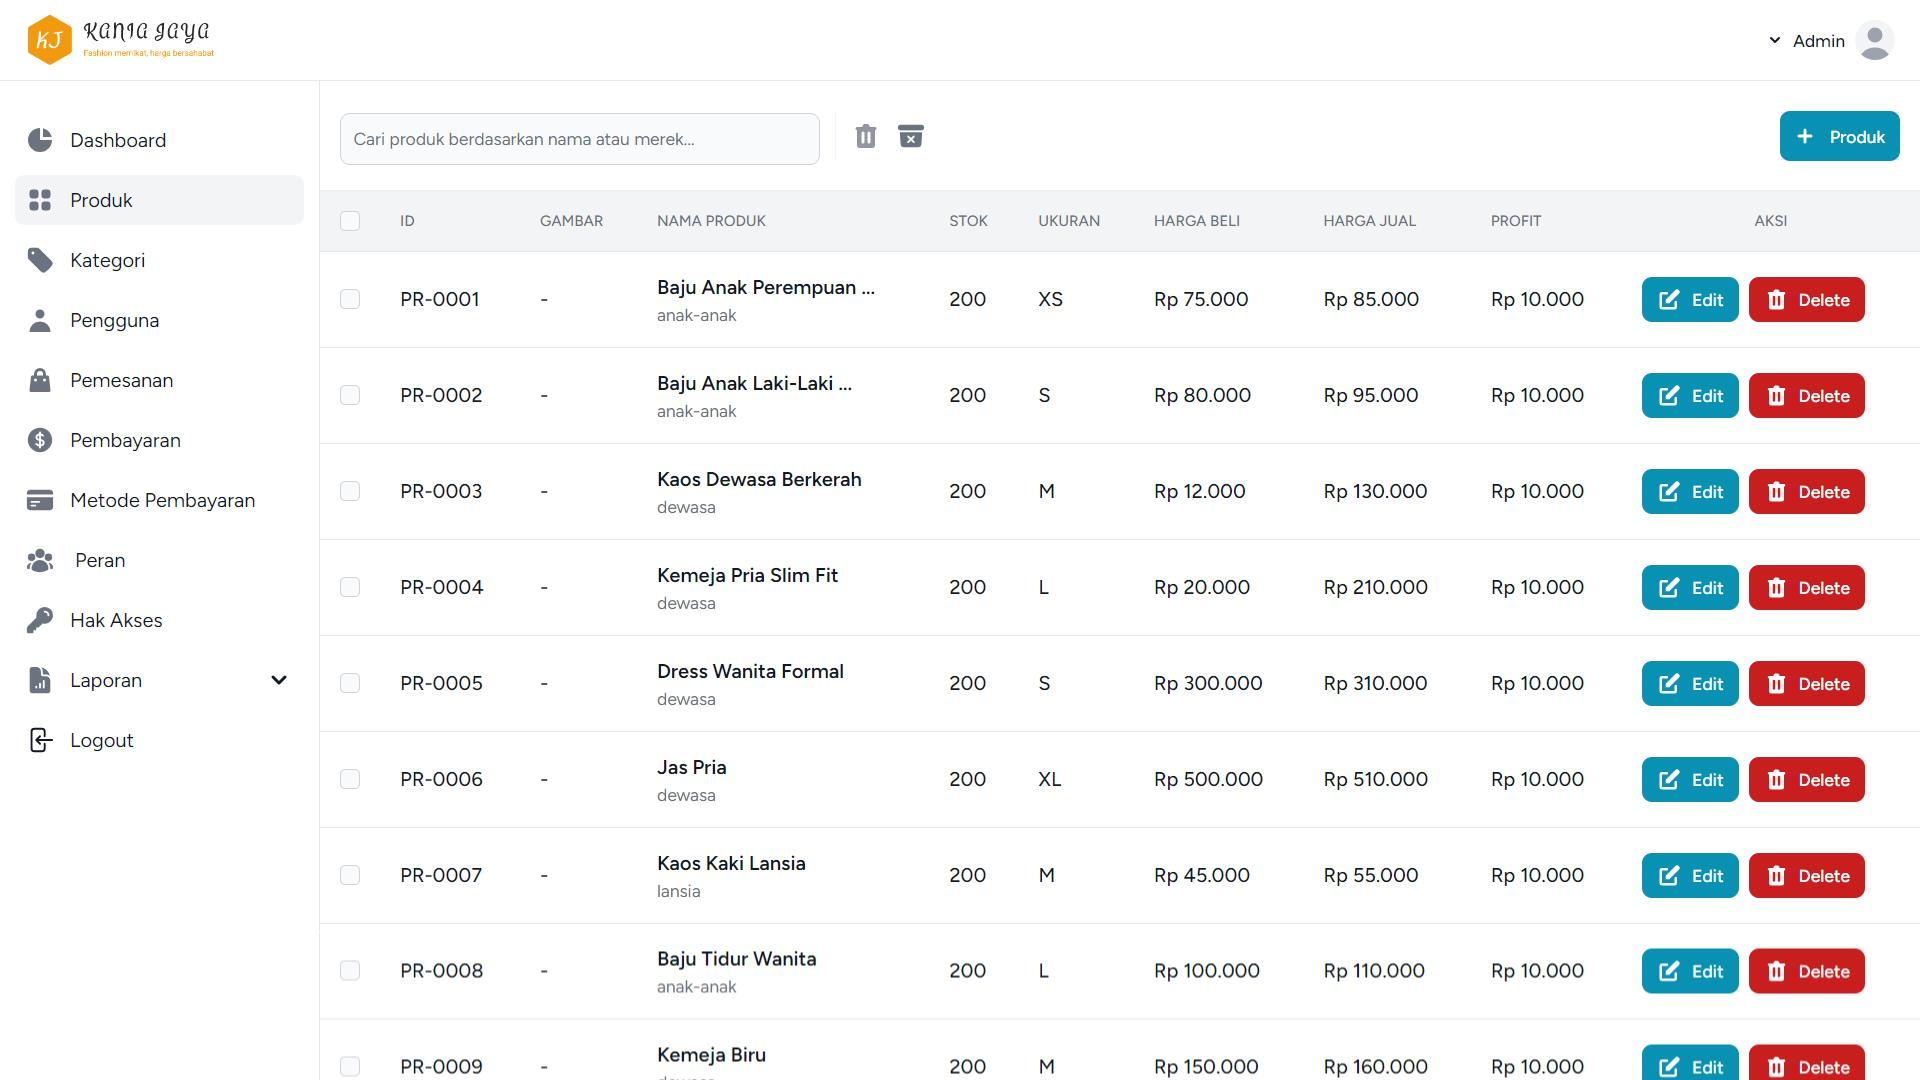 KJ
Kania Jaya
Fashion memikat, harga bersahabat
Admin
Dashboard
Produk
Kategori
Pengguna
Pemesanan
Pembayaran
Metode Pembayaran
Peran
Hak Akses
Laporan
Logout
Cari produk berdasarkan nama atau merek...
+ Produk
ID GAMBAR NAMA PRODUK STOK UKURAN HARGA BELI HARGA JUAL PROFIT AKSI
PR-0001 - Baju Anak Perempuan ... 200 XS Rp 75.000 Rp 85.000 Rp 10.000 Edit Delete
anak-anak
PR-0002 - Baju Anak Laki-Laki ... 200 S Rp 80.000 Rp 95.000 Rp 10.000 Edit Delete
anak-anak
PR-0003 - Kaos Dewasa Berkerah 200 M Rp 12.000 Rp 130.000 Rp 10.000 Edit Delete
dewasa
PR-0004 - Kemeja Pria Slim Fit 200 L Rp 20.000 Rp 210.000 Rp 10.000 Edit Delete
dewasa
PR-0005 - Dress Wanita Formal 200 S Rp 300.000 Rp 310.000 Rp 10.000 Edit Delete
dewasa
PR-0006 - Jas Pria 200 XL Rp 500.000 Rp 510.000 Rp 10.000 Edit Delete
dewasa
PR-0007 - Kaos Kaki Lansia 200 M Rp 45.000 Rp 55.000 Rp 10.000 Edit Delete
lansia
PR-0008 - Baju Tidur Wanita 200 L Rp 100.000 Rp 110.000 Rp 10.000 Edit Delete
anak-anak
PR-0009 - Kemeja Biru 200 M Rp 150.000 Rp 160.000 Rp 10.000 Edit Delete